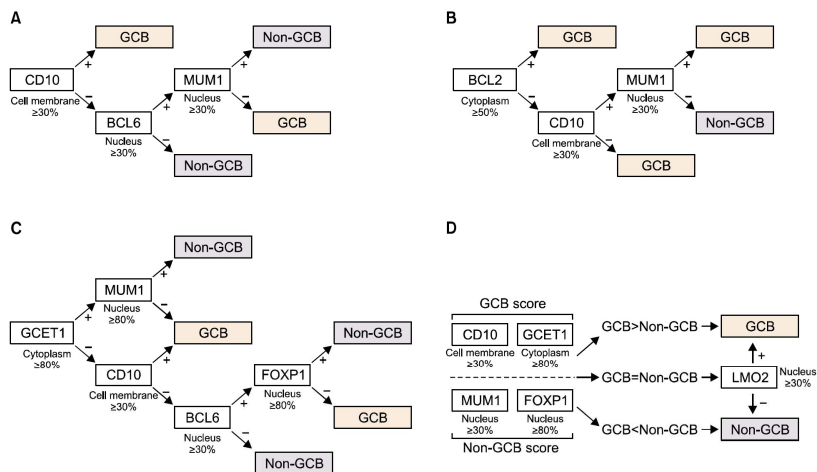 A
GCB
Non-GCB
+
+
CD10
MUM1
Cell membrane
≥30%
Nucleus
≥30%
−
−
BCL6
+
GCB
Nucleus
≥30%
−
Non-GCB
B
GCB
GCB
+
+
BCL2
MUM1
Cytoplasm
≥50%
Nucleus
≥30%
−
−
CD10
+
Non-GCB
Cell membrane
≥30%
−
GCB
C
Non-GCB
+
MUM1
Nucleus
≥80%
+
−
GCET1
GCB
Non-GCB
Cytoplasm
≥80%
−
+
+
CD10
FOXP1
Cell membrane
≥30%
Nucleus
≥80%
−
−
BCL6
+
GCB
Nucleus
≥30%
−
Non-GCB
D
GCB score
CD10
GCET1
Cell membrane
≥30%
Cytoplasm
≥80%
GCB>Non-GCB
GCB
+
GCB=Non-GCB
LMO2
Nucleus
≥30%
−
MUM1
FOXP1
Nucleus
≥30%
Nucleus
≥80%
GCB<Non-GCB
Non-GCB
Non-GCB score